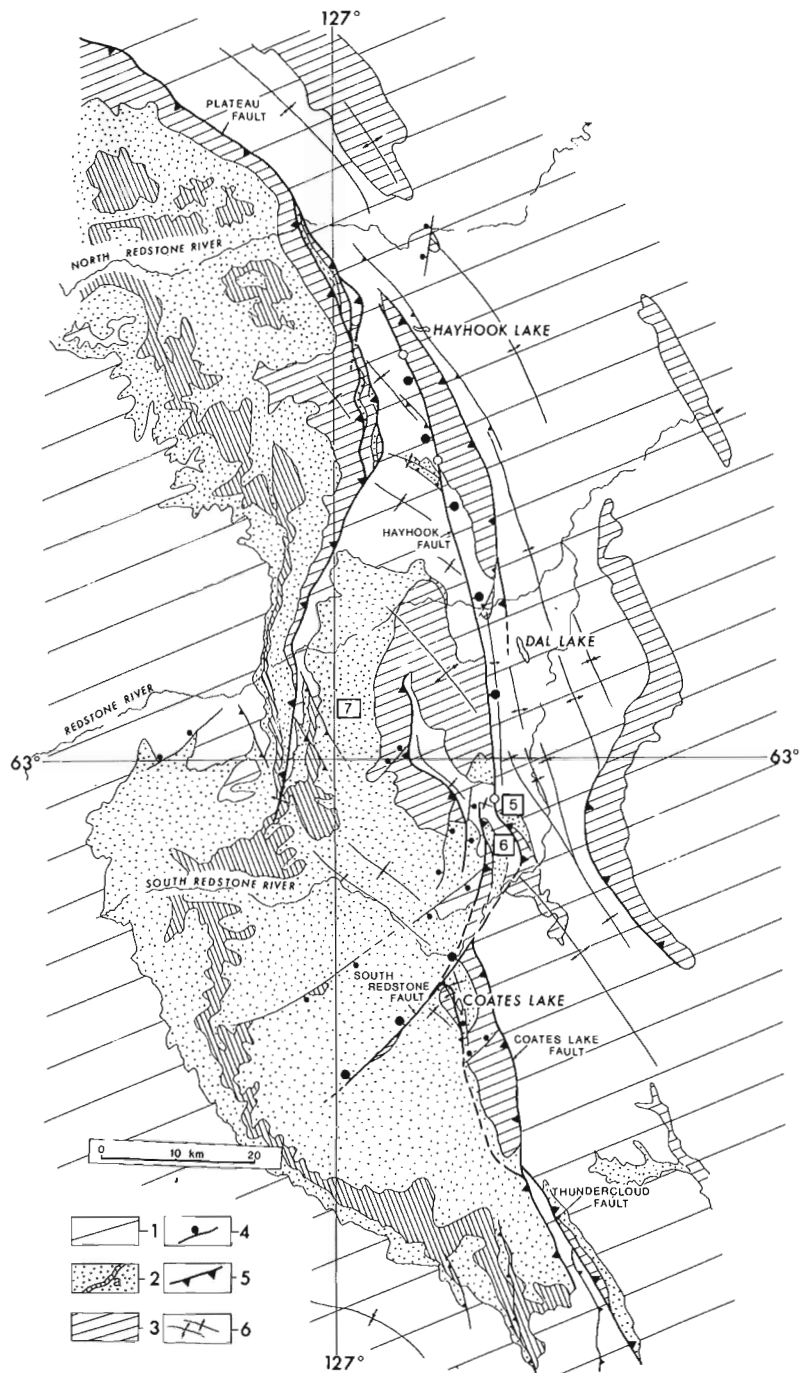 127°
PLATEAU
FAULT
NORTH REDSTONE RIVER
HAYHOOK LAKE
HAYHOOK
FAULT
DAL LAKE
REDSTONE RIVER
7
63°
63°
5
6
SOUTH REDSTONE RIVER
SOUTH
REDSTONE
FAULT
COATES LAKE
COATES LAKE
FAULT
0 10 km 20
THUNDERCLOUD
FAULT
1 4
a 2 5
3 6
127°